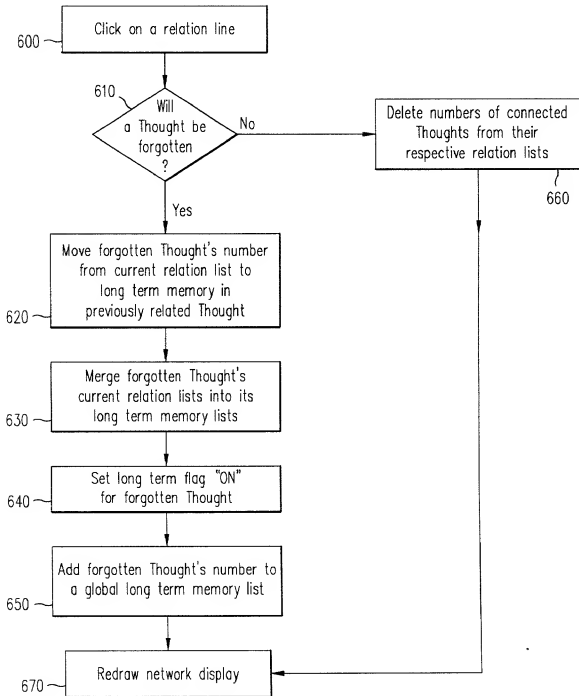 Click on a relation line
600
610
Will
a Thought be
forgotten
?
No
Delete numbers of connected
Thoughts from their
respective relation lists
660
Yes
Move forgotten Thought's number
from current relation list to
long term memory in
previously related Thought
620
Merge forgotten Thought's
current relation lists into its
long term memory lists
630
Set long term flag "ON"
for forgotten Thought
640
Add forgotten Thought's number to
a global long term memory list
650
Redraw network display
670